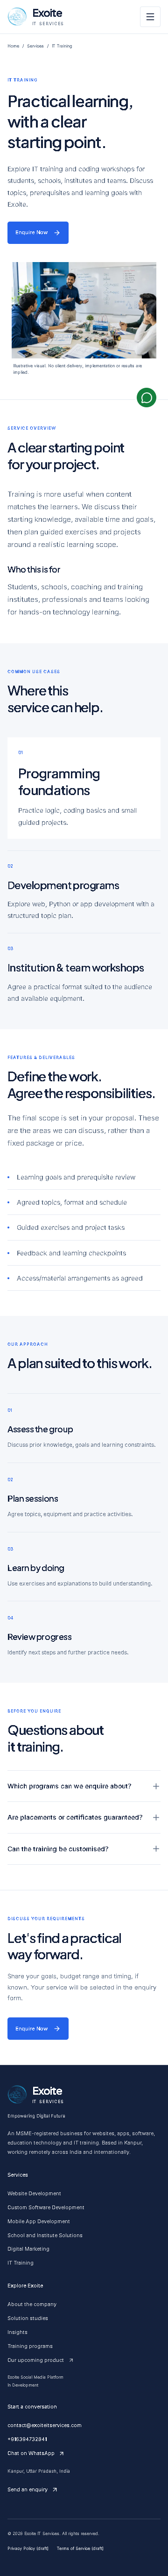 Exoite
IT SERVICES
Home / Services / IT Training
IT TRAINING
Practical learning,
with a clear
starting point.
Explore IT training and coding workshops for
students, schools, institutes and teams. Discuss
topics, prerequisites and learning goals with
Exoite.
Enquire Now →
Illustrative visual. No client delivery, implementation or results are
implied.
SERVICE OVERVIEW
A clear starting point
for your project.
Training is more useful when content
matches the learners. We discuss their
starting knowledge, available time and goals,
then plan guided exercises and projects
around a realistic learning scope.
Who this is for
Students, schools, coaching and training
institutes, professionals and teams looking
for hands-on technology learning.
COMMON USE CASES
Where this
service can help.
01
Programming
foundations
Practice logic, coding basics and small
guided projects.
02
Development programs
Explore web, Python or app development with a
structured topic plan.
03
Institution & team workshops
Agree a practical format suited to the audience
and available equipment.
FEATURES & DELIVERABLES
Define the work.
Agree the responsibilities.
The final scope is set in your proposal. These
are the areas we can discuss, rather than a
fixed package or price.
Learning goals and prerequisite review
Agreed topics, format and schedule
Guided exercises and project tasks
Feedback and learning checkpoints
Access/material arrangements as agreed
OUR APPROACH
A plan suited to this work.
01
Assess the group
Discuss prior knowledge, goals and learning constraints.
02
Plan sessions
Agree topics, equipment and practice activities.
03
Learn by doing
Use exercises and explanations to build understanding.
04
Review progress
Identify next steps and further practice needs.
BEFORE YOU ENQUIRE
Questions about
it training.
Which programs can we enquire about? +
Are placements or certificates guaranteed? +
Can the training be customised? +
DISCUSS YOUR REQUIREMENTS
Let's find a practical
way forward.
Share your goals, budget range and timing, if
known. Your service will be selected in the enquiry
form.
Enquire Now →
Exoite
IT SERVICES
Empowering Digital Future
An MSME-registered business for websites, apps, software,
education technology and IT training. Based in Kanpur,
working remotely across India and internationally.
Services
Website Development
Custom Software Development
Mobile App Development
School and Institute Solutions
Digital Marketing
IT Training
Explore Exoite
About the company
Solution studies
Insights
Training programs
Our upcoming product ↗
Exoite Social Media Platform
In Development
Start a conversation
contact@exoiteitservices.com
Chat on WhatsApp ↗
Kanpur, Uttar Pradesh, India
Send an enquiry ↗
© 2026 Exoite IT Services. All rights reserved.
Privacy Policy (draft) Terms of Service (draft)